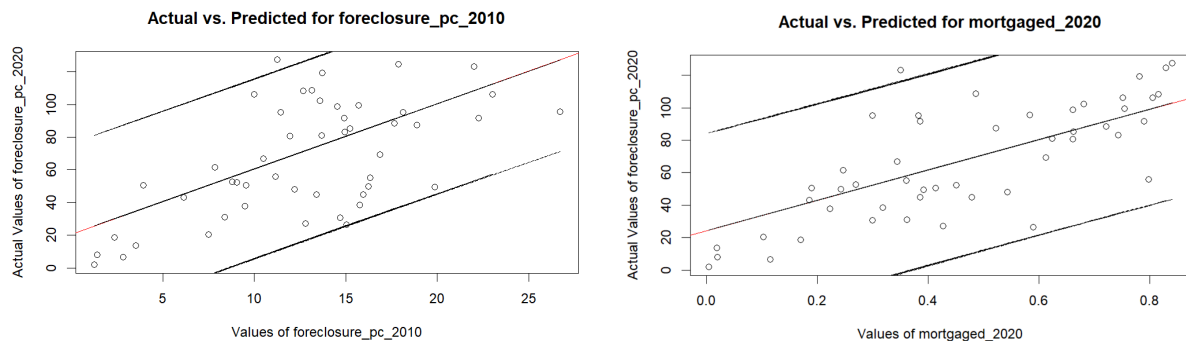 Actual vs. Predicted for foreclosure_pc_2010
Actual Values of foreclosure_pc_2020
0 20 40 60 80 100
5 10 15 20 25
Values of foreclosure_pc_2010
Actual vs. Predicted for mortgaged_2020
Actual Values of foreclosure_pc_2020
0 20 40 60 80 100
0.0 0.2 0.4 0.6 0.8
Values of mortgaged_2020